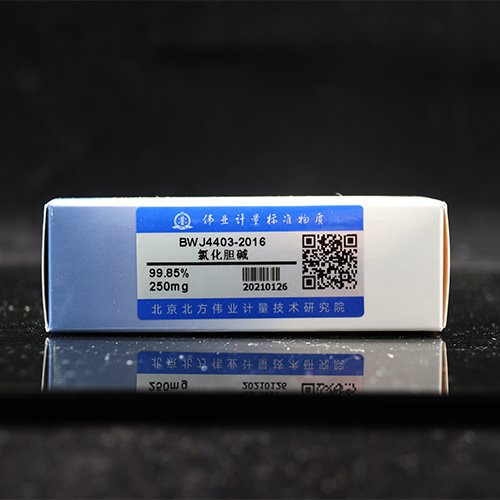 伟业计量标准物质
BWJ4403-2016
氯化胆碱
99.85%
250mg
20210126
北京北方伟业计量技术研究院